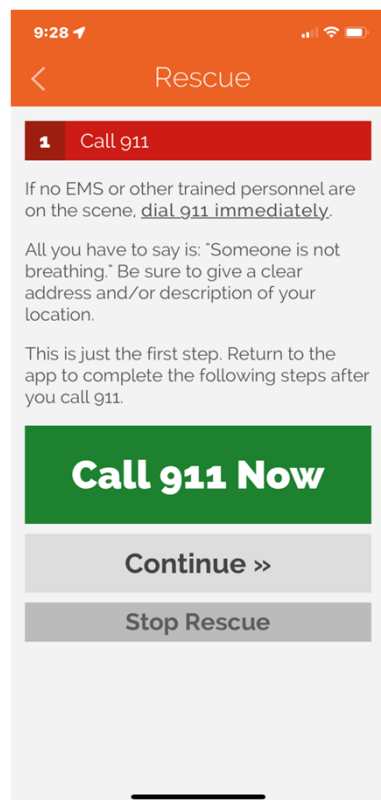 9:28
Rescue
1 Call 911
If no EMS or other trained personnel are
on the scene, dial 911 immediately.
All you have to say is: "Someone is not
breathing." Be sure to give a clear
address and/or description of your
location.
This is just the first step. Return to the
app to complete the following steps after
you call 911.
Call 911 Now
Continue »
Stop Rescue